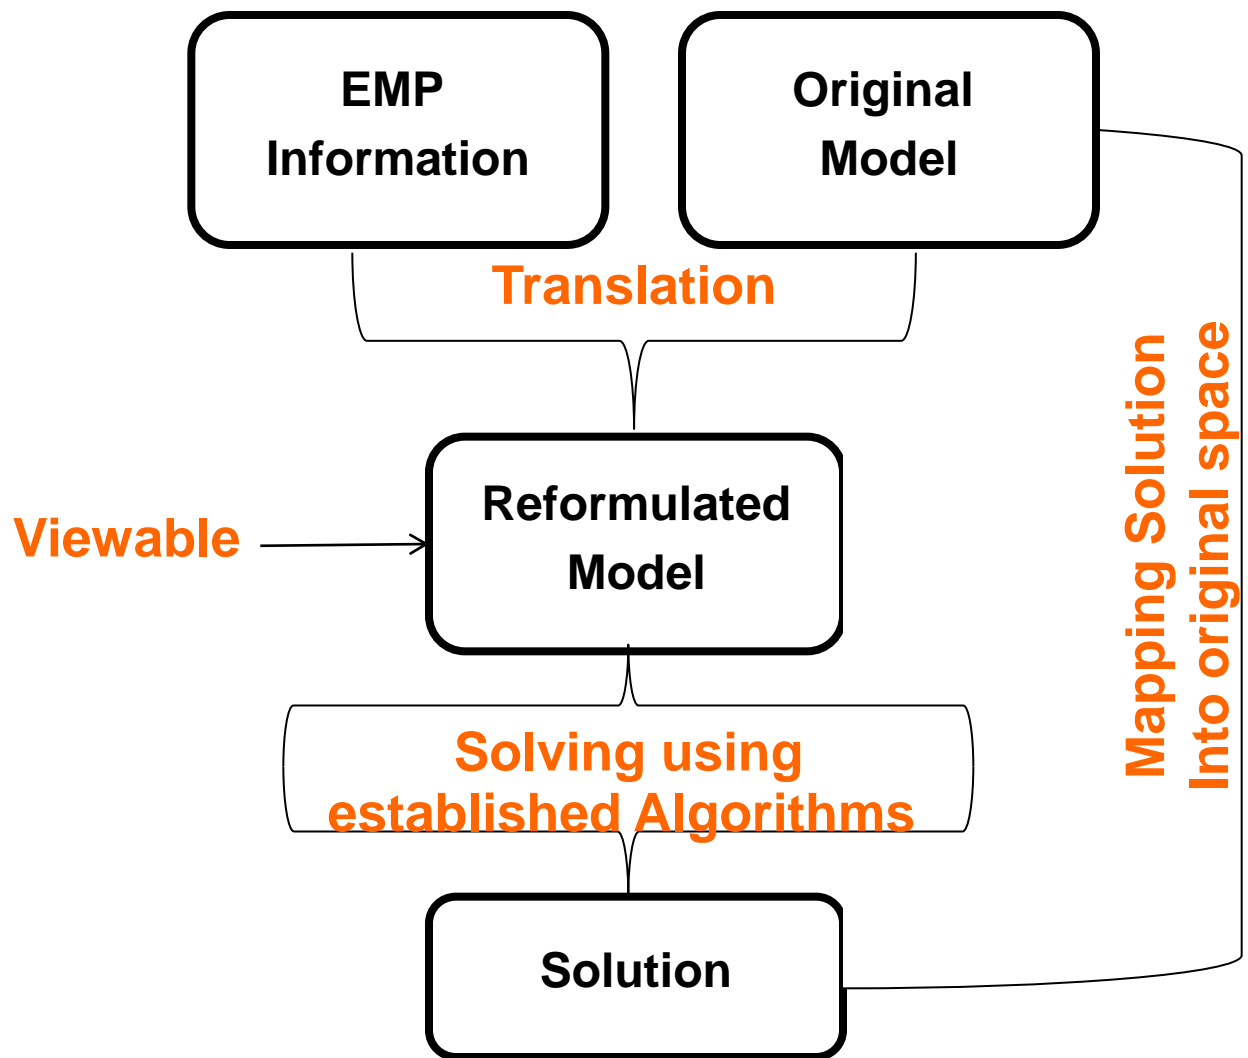 EMP
Information
Original
Model
Translation
Reformulated
Model
Viewable
Solving using
established Algorithms
Solution
Mapping Solution
Into original space